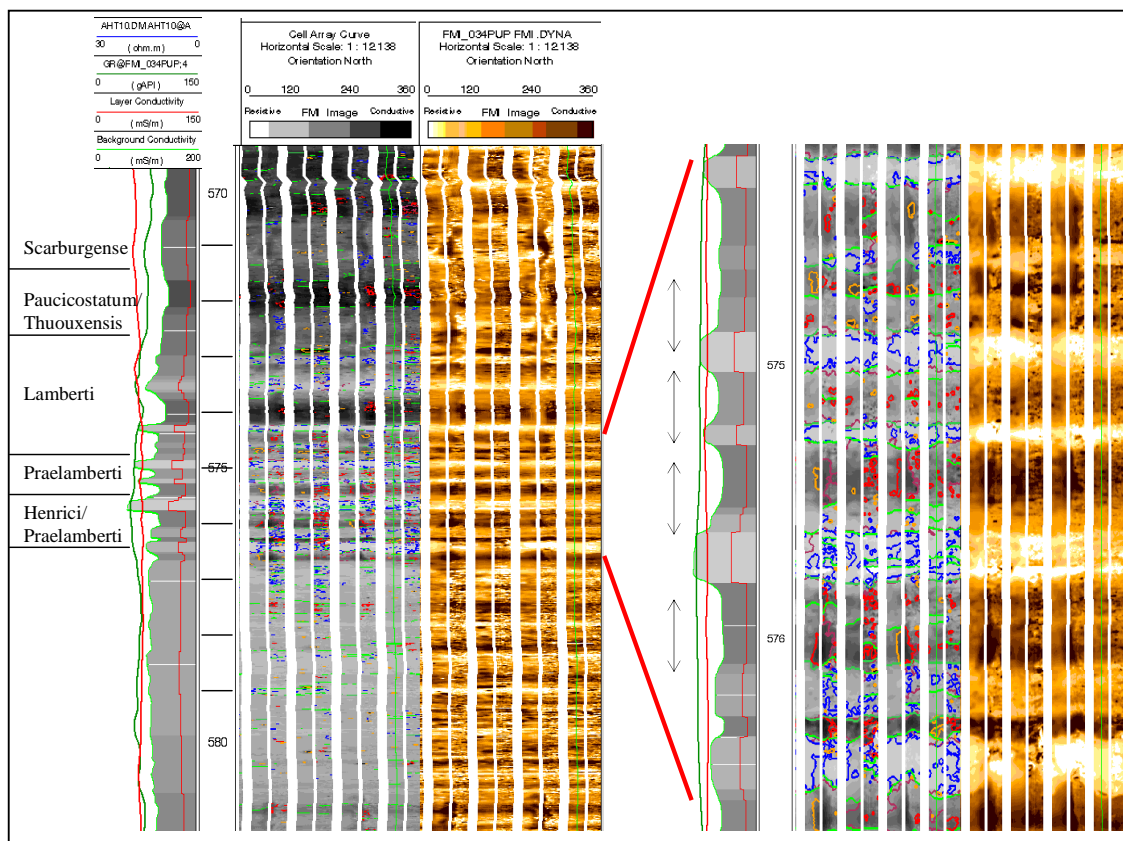 AHT10.DM.AHT10@A
30 ( ohm.m ) 0
GR@FMI_034PUP;4
0 ( gAPI ) 150
Layer Conductivity
0 ( mS/m ) 150
Background Conductivity
0 ( mS/m ) 200
Cell Array Curve
Horizontal Scale: 1 : 12.138
Orientation North
0 120 240 360
Resistive FMI Image Conductive
FMI_034PUP FMI .DYNA
Horizontal Scale: 1 : 12.138
Orientation North
0 120 240 360
Resistive FMI Image Conductive
570
Scarburgense
Paucicostatum/
Thuouxensis
Lamberti
575
Praelamberti
Henrici/
Praelamberti
580
575
576